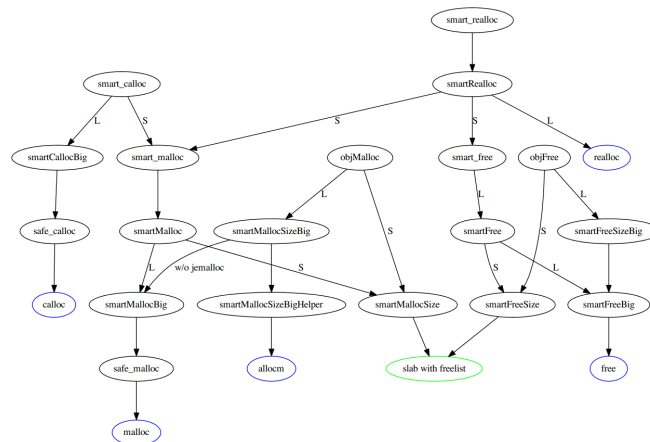 smart_realloc
smart_calloc
smartRealloc
L
S
S
S
L
smartCallocBig
smart_malloc
objMalloc
smart_free
objFree
realloc
L
L
L
safe_calloc
smartMalloc
smartMallocSizeBig
S
smartFree
S
smartFreeSizeBig
L
w/o jemalloc
S
S
L
calloc
smartMallocBig
smartMallocSizeBigHelper
smartMallocSize
smartFreeSize
smartFreeBig
safe_malloc
allocm
slab with freelist
free
malloc